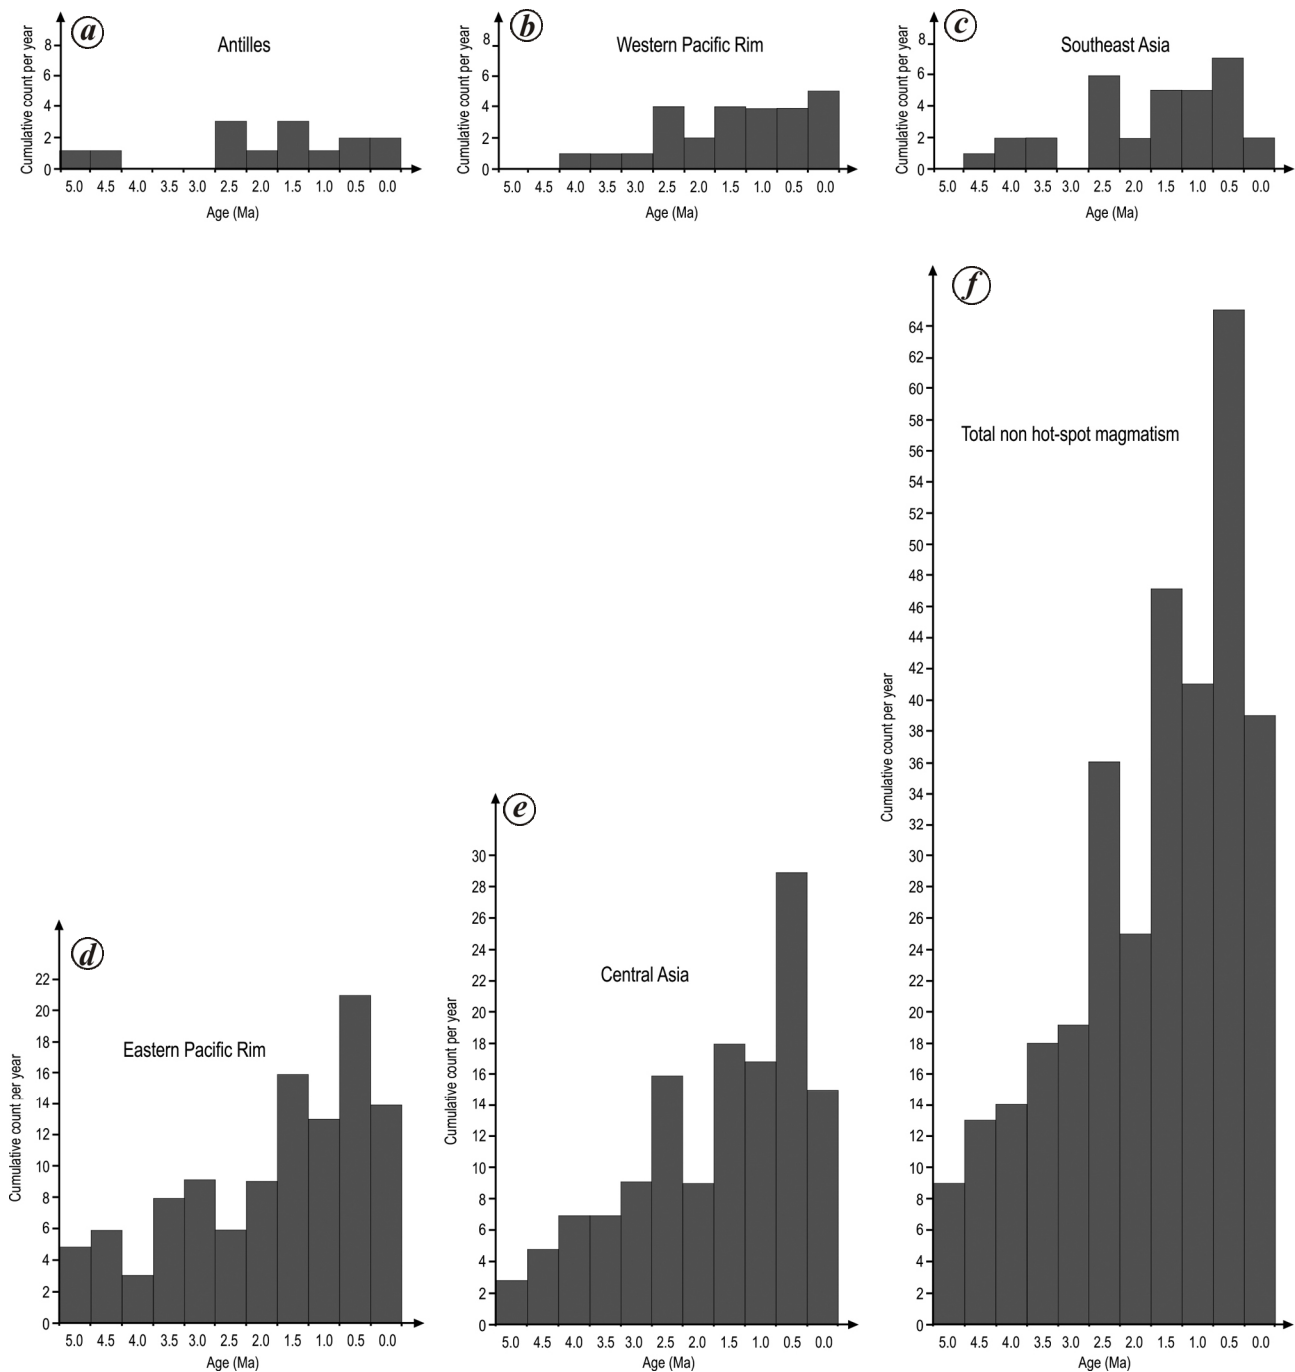 a
Antilles
Cumulative count per year
8
6
4
2
0
5.0 4.5 4.0 3.5 3.0 2.5 2.0 1.5 1.0 0.5 0.0
Age (Ma)
b
Western Pacific Rim
Cumulative count per year
8
6
4
2
0
5.0 4.5 4.0 3.5 3.0 2.5 2.0 1.5 1.0 0.5 0.0
Age (Ma)
c
Southeast Asia
Cumulative count per year
8
6
4
2
0
5.0 4.5 4.0 3.5 3.0 2.5 2.0 1.5 1.0 0.5 0.0
Age (Ma)
d
Eastern Pacific Rim
Cumulative count per year
22
20
18
16
14
12
10
8
6
4
2
0
5.0 4.5 4.0 3.5 3.0 2.5 2.0 1.5 1.0 0.5 0.0
Age (Ma)
e
Central Asia
Cumulative count per year
30
28
26
24
22
20
18
16
14
12
10
8
6
4
2
0
5.0 4.5 4.0 3.5 3.0 2.5 2.0 1.5 1.0 0.5 0.0
Age (Ma)
f
Total non hot-spot magmatism
Cumulative count per year
64
62
60
58
56
54
52
50
48
46
44
42
40
38
36
34
32
30
28
26
24
22
20
18
16
14
12
10
8
6
4
2
0
5.0 4.5 4.0 3.5 3.0 2.5 2.0 1.5 1.0 0.5 0.0
Age (Ma)